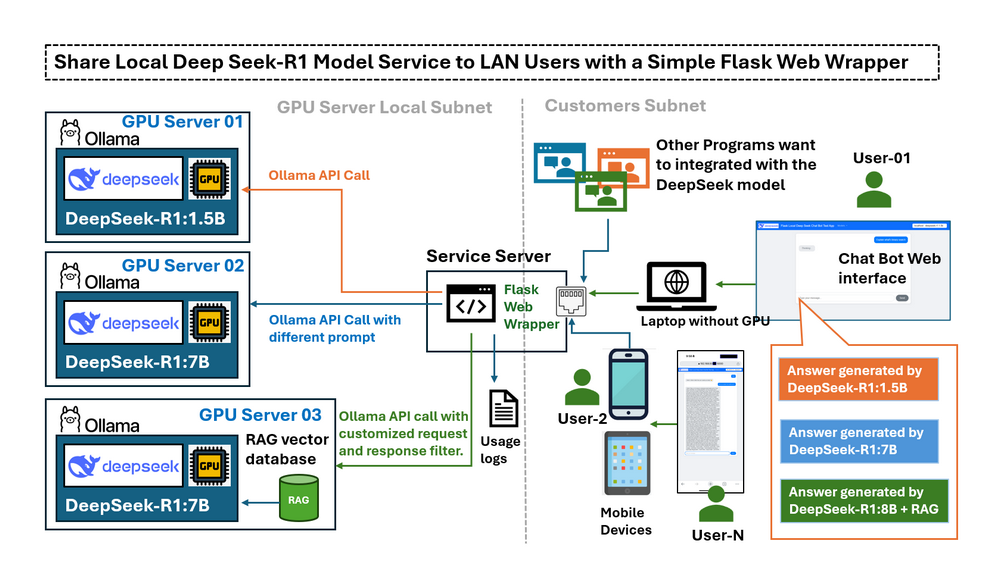 Share Local Deep Seek-R1 Model Service to LAN Users with a Simple Flask Web Wrapper
GPU Server Local Subnet
Customers Subnet
GPU Server 01
Ollama
deepseek
GPU
DeepSeek-R1:1.5B
Ollama API Call
GPU Server 02
Ollama
deepseek
GPU
DeepSeek-R1:7B
Ollama API Call with
different prompt
GPU Server 03
Ollama
RAG vector
database
deepseek
GPU
DeepSeek-R1:7B
RAG
Ollama API call with
customized request
and response filter.
Service Server
</>
Flask
Web
Wrapper
Usage
logs
Other Programs want
to integrated with the
DeepSeek model
User-01
Chat Bot Web
interface
Laptop without GPU
User-2
Mobile
Devices
User-N
Answer generated by
DeepSeek-R1:1.5B
Answer generated by
DeepSeek-R1:7B
Answer generated by
DeepSeek-R1:8B + RAG